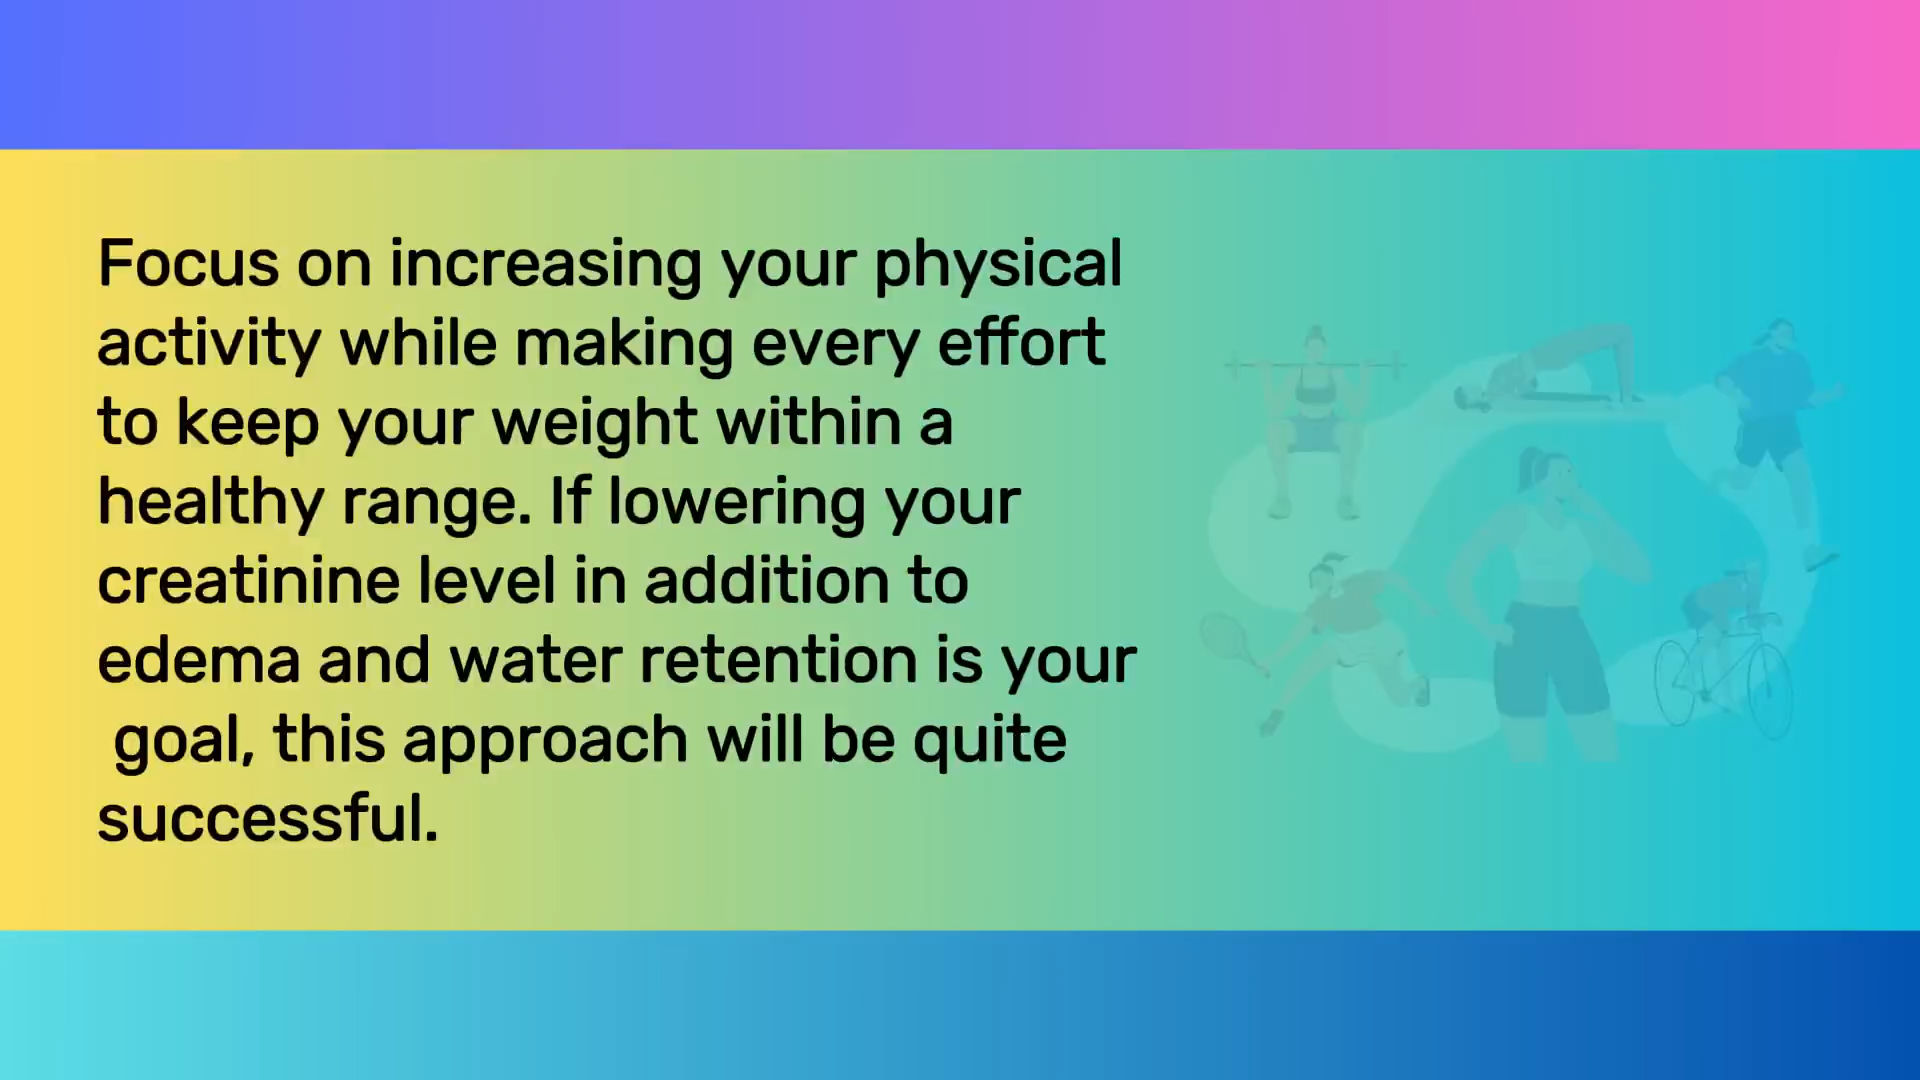 Focus on increasing your physical
activity while making every effort
to keep your weight within a
healthy range. If lowering your
creatinine level in addition to
edema and water retention is your
goal, this approach will be quite
successful.